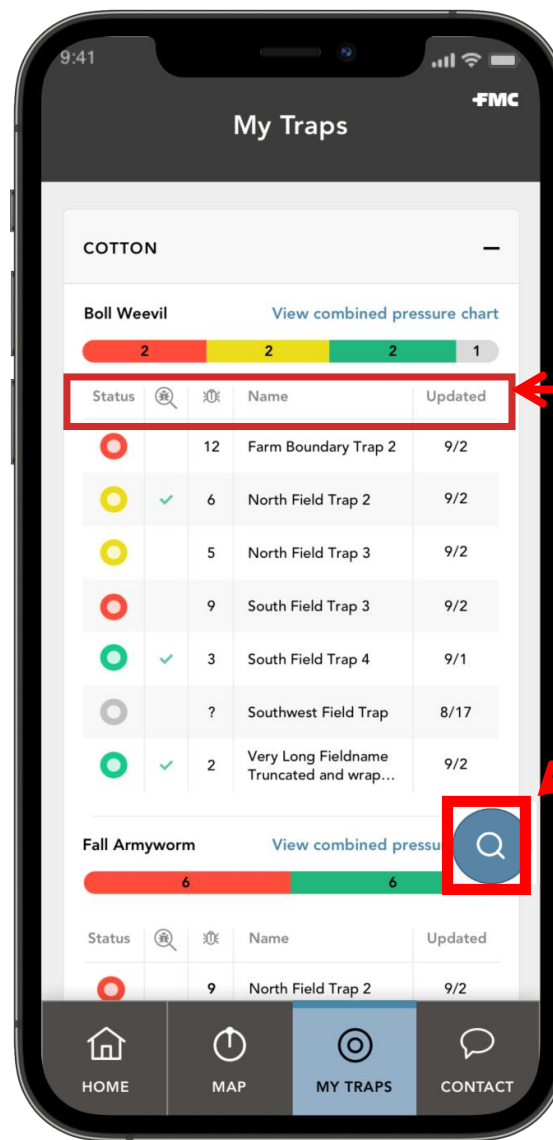 9:41
FMC
My Traps
COTTON
Boll Weevil View combined pressure chart
2 2 2 1
Status Name Updated
12 Farm Boundary Trap 2 9/2
6 North Field Trap 2 9/2
5 North Field Trap 3 9/2
9 South Field Trap 3 9/2
3 South Field Trap 4 9/1
? Southwest Field Trap 8/17
2 Very Long Fieldname 9/2
Truncated and wrap...
Fall Armyworm View combined pressu
6 6
Status Name Updated
9 North Field Trap 2 9/2
HOME MAP MY TRAPS CONTACT